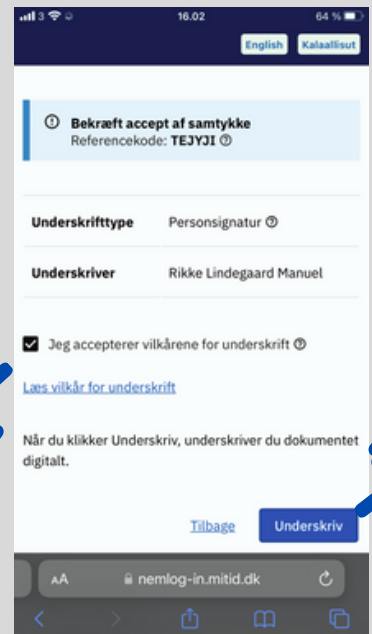 3
16.02
64 %
English
Kalaallisut
Bekræft accept af samtykke
Referencekode: TEJYJI
Underskrifttype Personsignatur
Underskriver Rikke Lindegaard Manuel
Jeg accepterer vilkårene for underskrift
Læs vilkår for underskrift
Når du klikker Underskriv, underskriver du dokumentet
digitalt.
Tilbage
Underskriv
AA
nemlog-in.mitid.dk